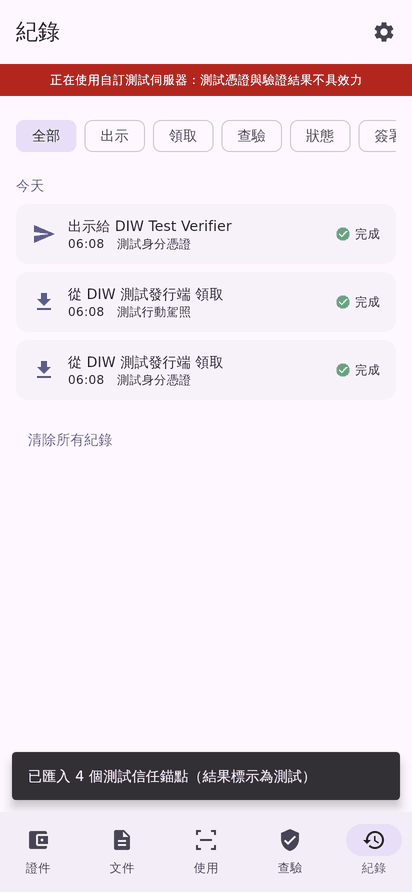 紀錄
正在使用自訂測試伺服器：測試憑證與驗證結果不具效力
全部 出示 領取 查驗 狀態 簽署
今天
出示給 DIW Test Verifier
06:08 測試身分憑證
完成
從 DIW 測試發行端 領取
06:08 測試行動駕照
完成
從 DIW 測試發行端 領取
06:08 測試身分憑證
完成
清除所有紀錄
已匯入 4 個測試信任錨點（結果標示為測試）
證件 文件 使用 查驗 紀錄